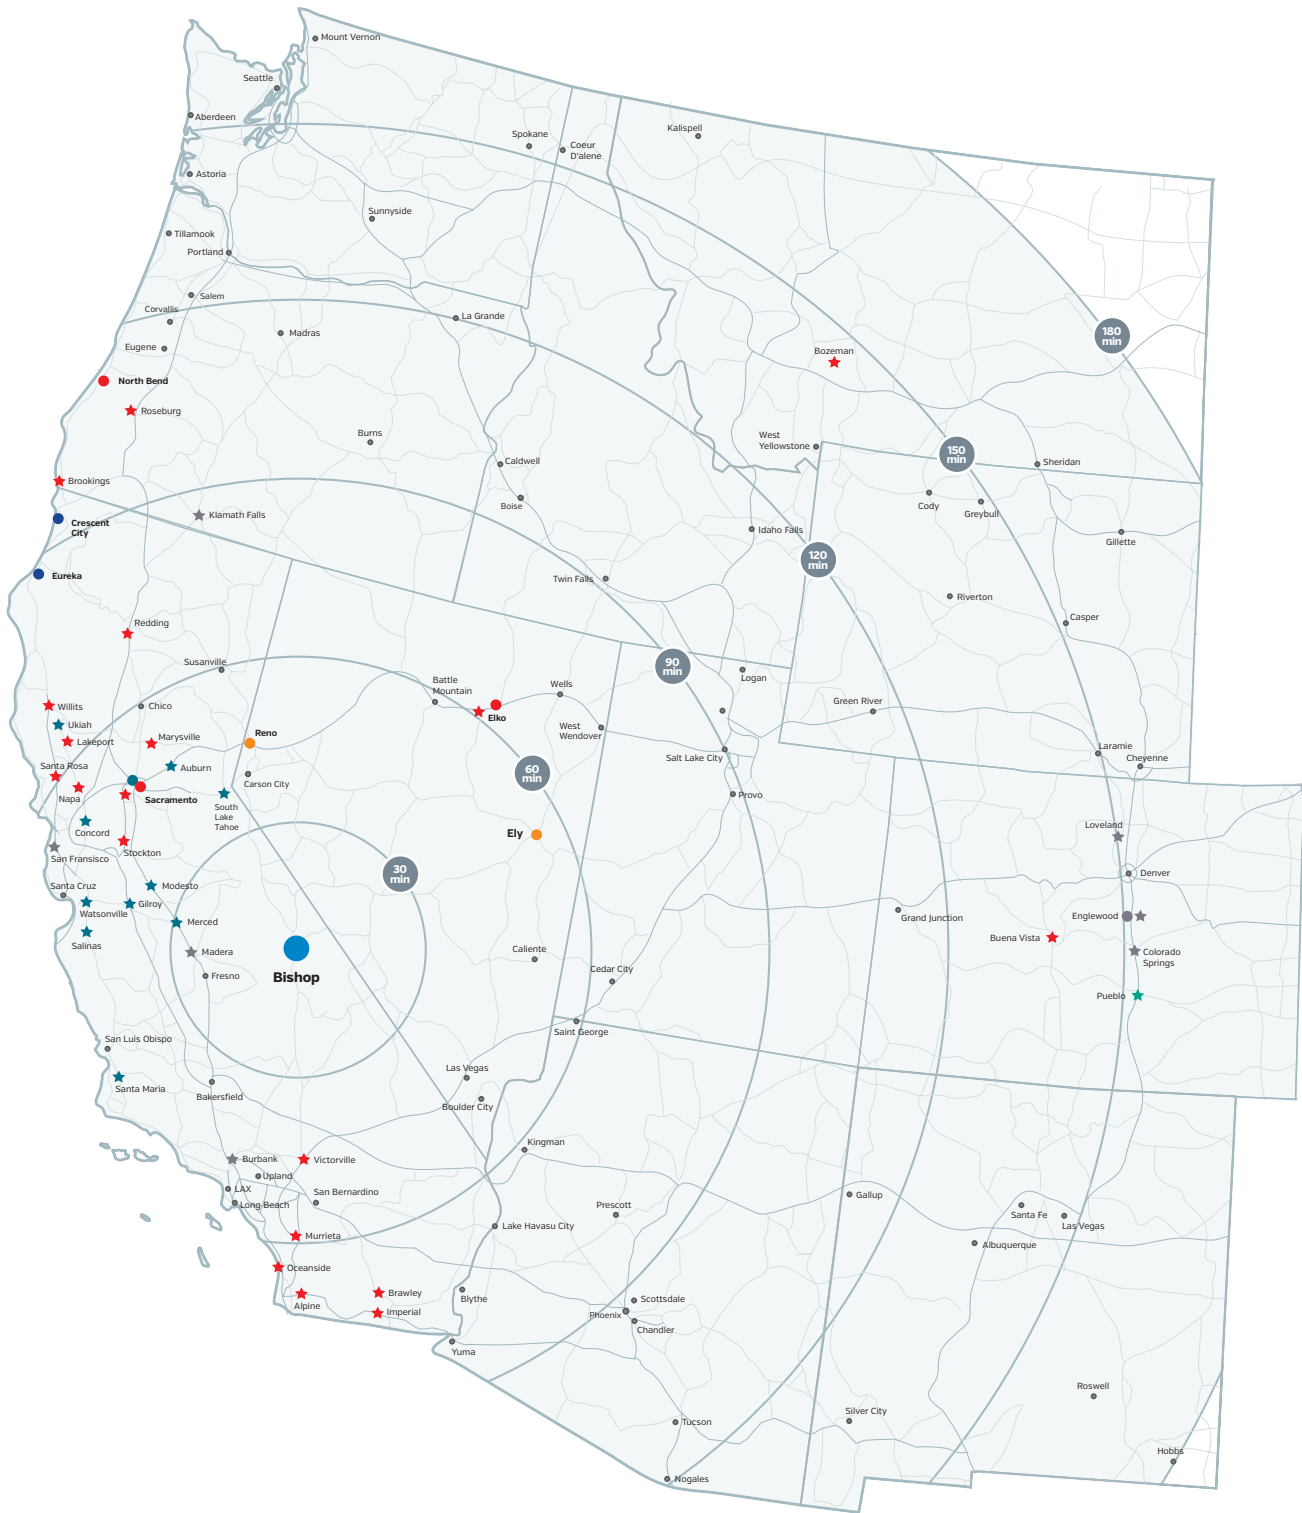 Mount Vernon
Seattle
Aberdeen
Spokane
Coeur
D'alene
Kalispell
Astoria
Sunnyside
Tillamook
Portland
Salem
Corvallis
La Grande
Madras
Eugene
180
min
Bozeman
North Bend
Roseburg
Burns
West
Yellowstone
150
min
Sheridan
Caldwell
Brookings
Boise
Cody
Greybull
Klamath Falls
Crescent
City
Idaho Falls
Gillette
120
min
Eureka
Twin Falls
Riverton
Redding
Casper
Susanville
90
min
Logan
Battle
Mountain
Wells
Willits
Chico
Elko
Green River
Ukiah
West
Wendover
Reno
Lakeport
Marysville
Salt Lake City
Laramie
Cheyenne
Santa Rosa
Auburn
60
min
Carson City
Napa
Sacramento
Provo
South
Lake
Tahoe
Concord
Ely
Loveland
Stockton
San Fransisco
30
min
Denver
Santa Cruz
Modesto
Watsonville
Gilroy
Merced
Grand Junction
Englewood
Salinas
Buena Vista
Madera
Caliente
Colorado
Springs
Bishop
Fresno
Cedar City
Pueblo
Saint George
San Luis Obispo
Las Vegas
Santa Maria
Bakersfield
Boulder City
Kingman
Burbank
Victorville
Upland
LAX
San Bernardino
Long Beach
Gallup
Prescott
Santa Fe
Las Vegas
Lake Havasu City
Murrieta
Albuquerque
Oceanside
Brawley
Blythe
Alpine
Imperial
Scottsdale
Phoenix
Chandler
Yuma
Roswell
Silver City
Tucson
Hobbs
Nogales